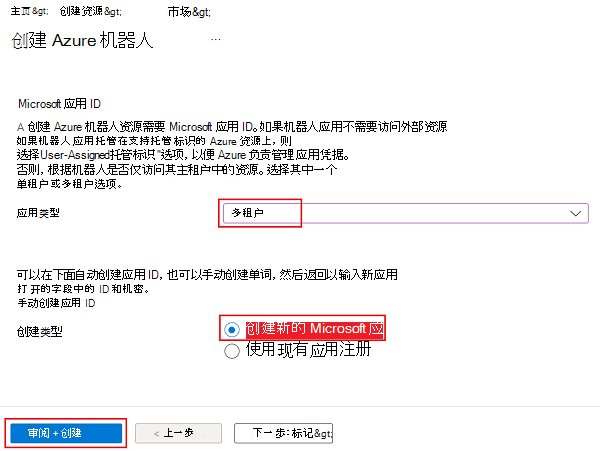 主页&gt; 创建资源&gt; 市场&gt;
创建 Azure 机器人 ...
Microsoft 应用 ID
A 创建 Azure 机器人资源需要 Microsoft 应用 ID。如果机器人应用不需要访问外部资源
如果机器人应用托管在支持托管标识的 Azure 资源上，则
选择User-Assigned托管标识"选项，以便 Azure 负责管理应用凭据。
否则，根据机器人是否仅访问其主租户中的资源。选择其中一个
单租户或多租户选项。
应用类型 多租户
可以在下面自动创建应用 ID，也可以手动创建单词，然后返回以输入新应用
打开的字段中的 ID 和机密。
手动创建应用 ID
创建类型 创建新的 Microsoft 应
使用现有应用注册
审阅 + 创建 < 上一步 下一步：标记&gt;